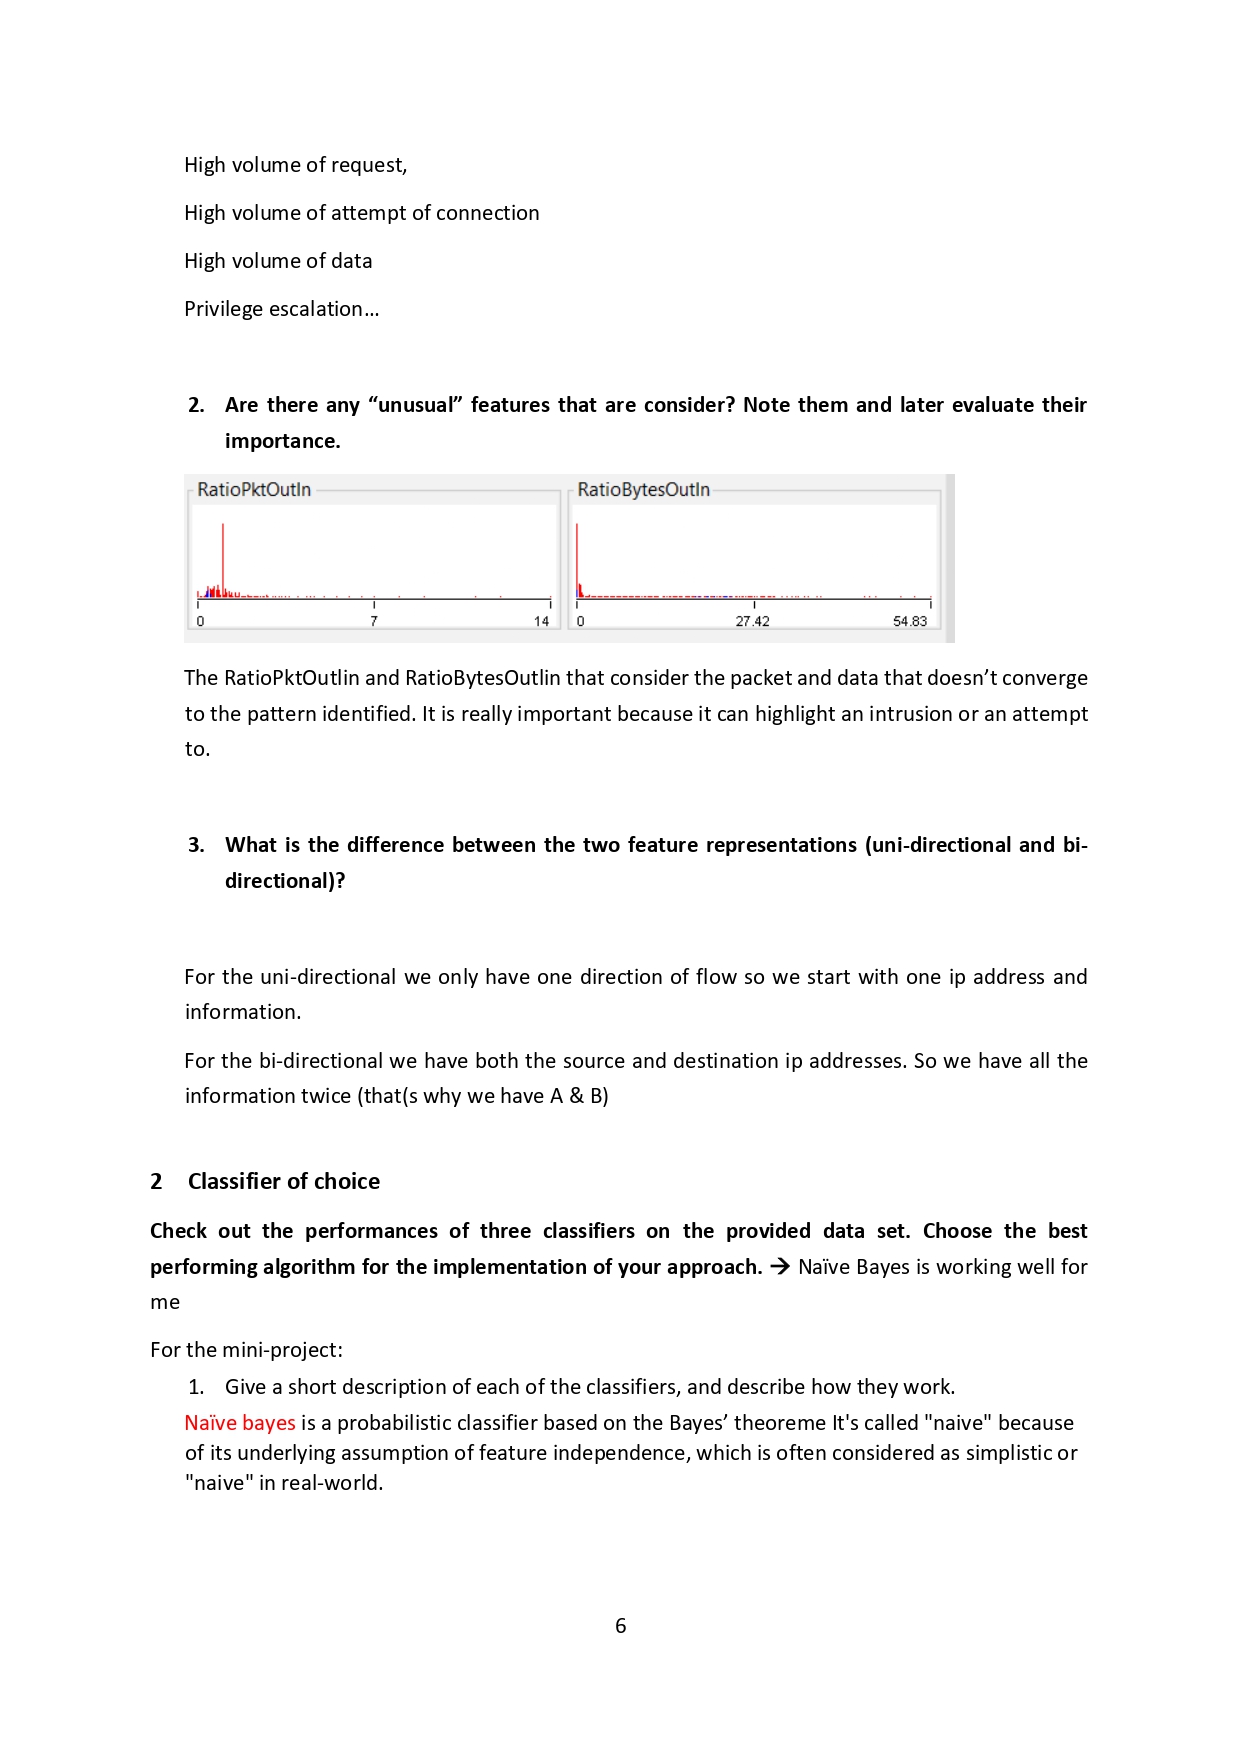 High volume of request,
High volume of attempt of connection
High volume of data
Privilege escalation…
2. Are there any “unusual” features that are consider? Note them and later evaluate their
importance.
RatioPktOutIn RatioBytesOutIn
0 7 14 0 27.42 54.83
The RatioPktOutIin and RatioBytesOutIin that consider the packet and data that doesn’t converge
to the pattern identified. It is really important because it can highlight an intrusion or an attempt
to.
3. What is the difference between the two feature representations (uni-directional and bi-
directional)?
For the uni-directional we only have one direction of flow so we start with one ip address and
information.
For the bi-directional we have both the source and destination ip addresses. So we have all the
information twice (that(s why we have A & B)
2 Classifier of choice
Check out the performances of three classifiers on the provided data set. Choose the best
performing algorithm for the implementation of your approach. → Naïve Bayes is working well for
me
For the mini-project:
1. Give a short description of each of the classifiers, and describe how they work.
Naïve bayes is a probabilistic classifier based on the Bayes’ theoreme It's called "naive" because
of its underlying assumption of feature independence, which is often considered as simplistic or
"naive" in real-world.
6